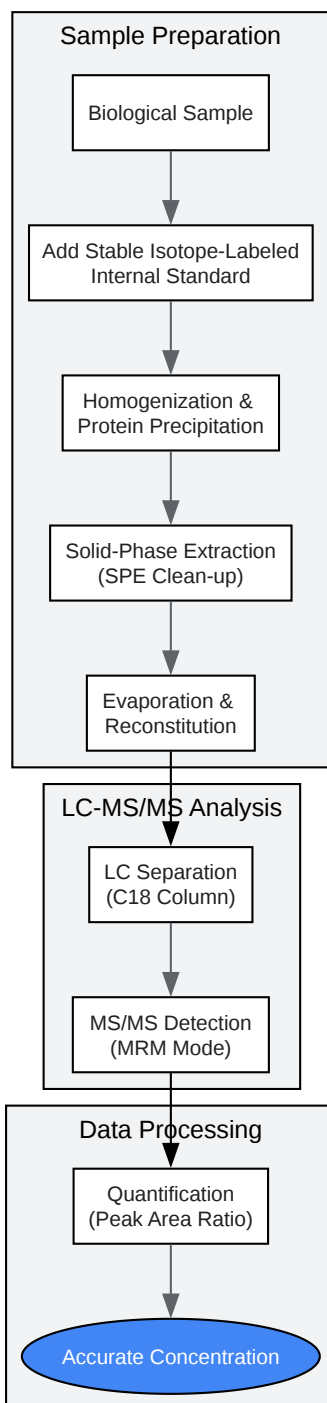 Sample Preparation
Biological Sample
Add Stable Isotope-Labeled
Internal Standard
Homogenization &
Protein Precipitation
Solid-Phase Extraction
(SPE Clean-up)
Evaporation &
Reconstitution
LC-MS/MS Analysis
LC Separation
(C18 Column)
MS/MS Detection
(MRM Mode)
Data Processing
Quantification
(Peak Area Ratio)
Accurate Concentration